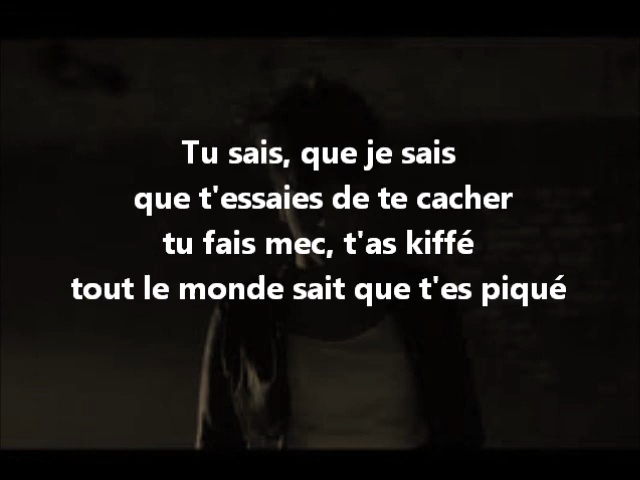 Tu sais, que je sais
que t'essaies de te cacher
tu fais mec, t'as kiffé
tout le monde sait que t'es piqué